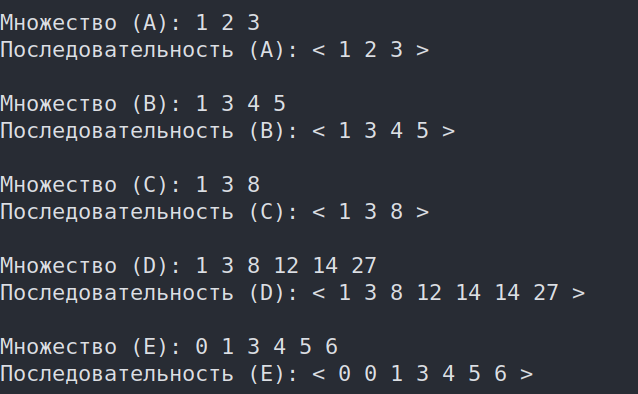 Множество (A): 1 2 3
Последовательность (A): < 1 2 3 >
Множество (B): 1 3 4 5
Последовательность (B): < 1 3 4 5 >
Множество (C): 1 3 8
Последовательность (C): < 1 3 8 >
Множество (D): 1 3 8 12 14 27
Последовательность (D): < 1 3 8 12 14 14 27 >
Множество (E): 0 1 3 4 5 6
Последовательность (E): < 0 0 1 3 4 5 6 >